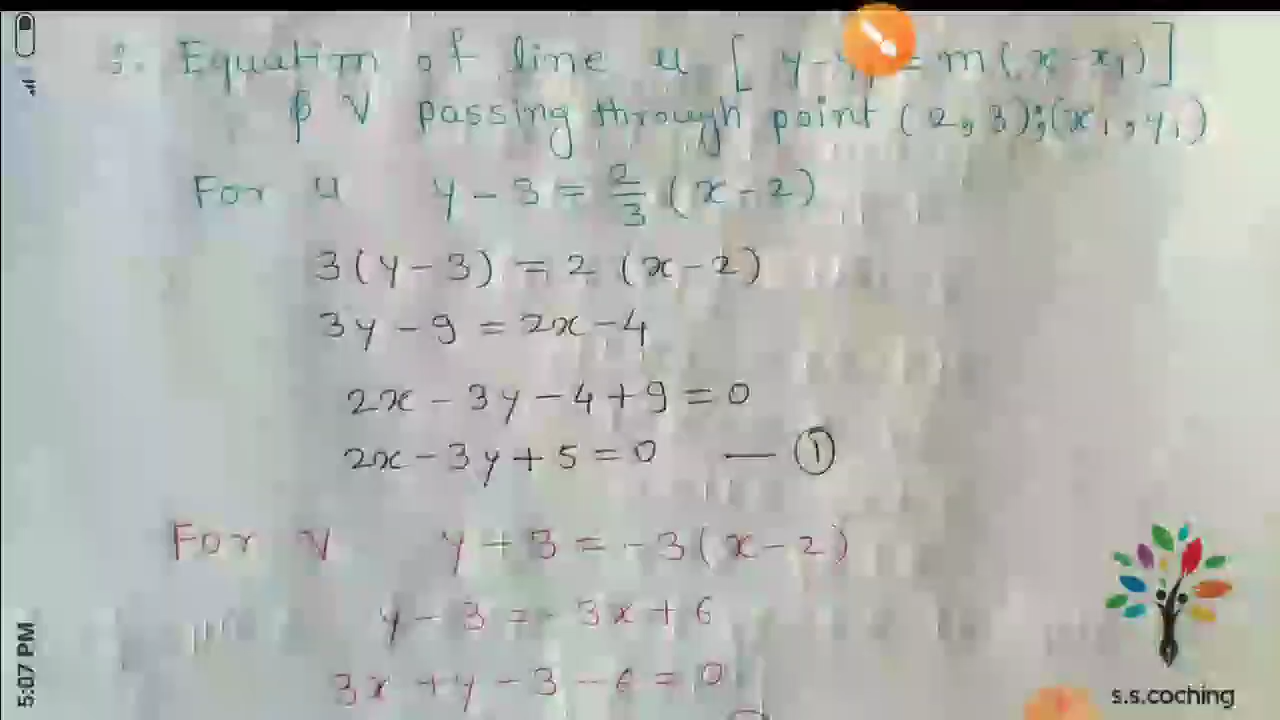 3. Equation of line u [ y-y₁ = m(x-x₁) ]
& V passing through point (2,3);(x₁,y₁)
For u y - 3 = 2/3 (x-2)
3(y-3) = 2 (x-2)
3y - 9 = 2x - 4
2x - 3y - 4 + 9 = 0
2x - 3y + 5 = 0 — ①
For V y + 3 = -3(x-2)
y - 3 = - 3x + 6
3x + y - 3 - 6 = 0
s.s.coching
5:07 PM